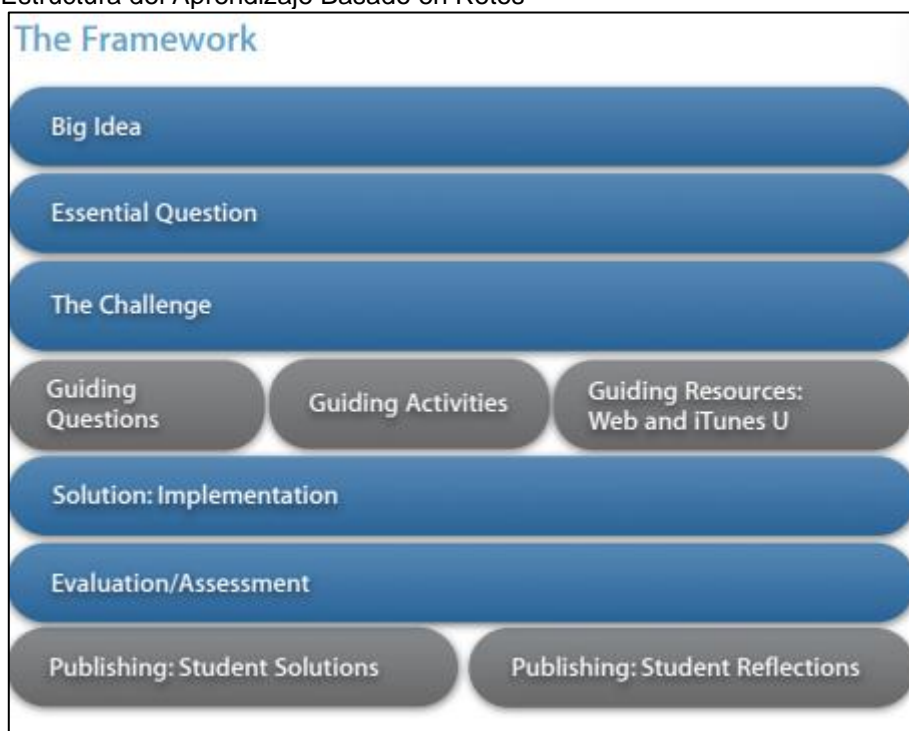 Estructura del Aprendizaje Basado en Retos
The Framework
Big Idea
Essential Question
The Challenge
Guiding
Questions
Guiding Activities
Guiding Resources:
Web and iTunes U
Solution: Implementation
Evaluation/Assessment
Publishing: Student Solutions
Publishing: Student Reflections